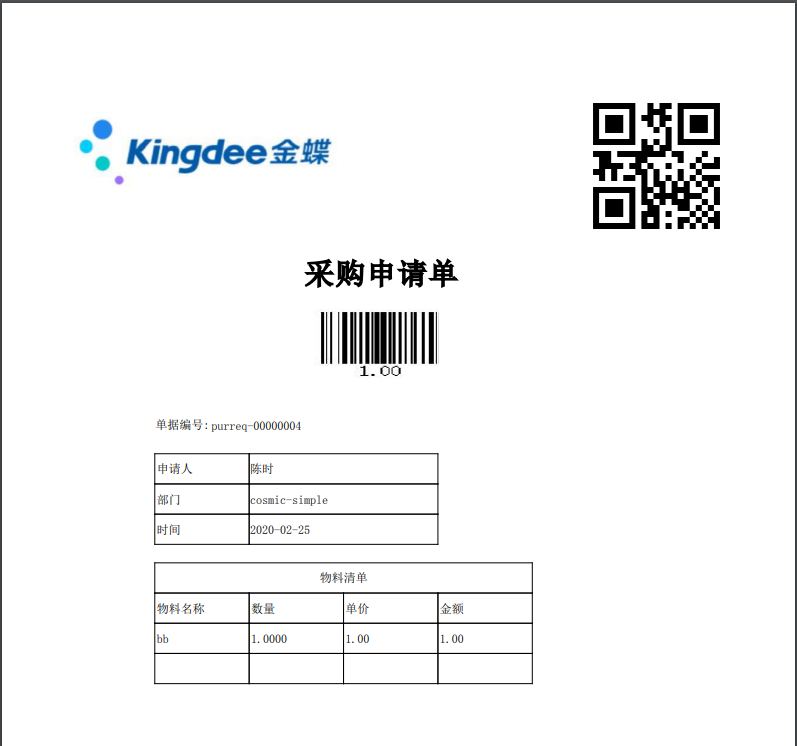 Kingdee金蝶
采购申请单
1.00
单据编号: purreq-00000004
申请人 陈时
部门 cosmic-simple
时间 2020-02-25
物料清单
物料名称 数量 单价 金额
bb 1.0000 1.00 1.00